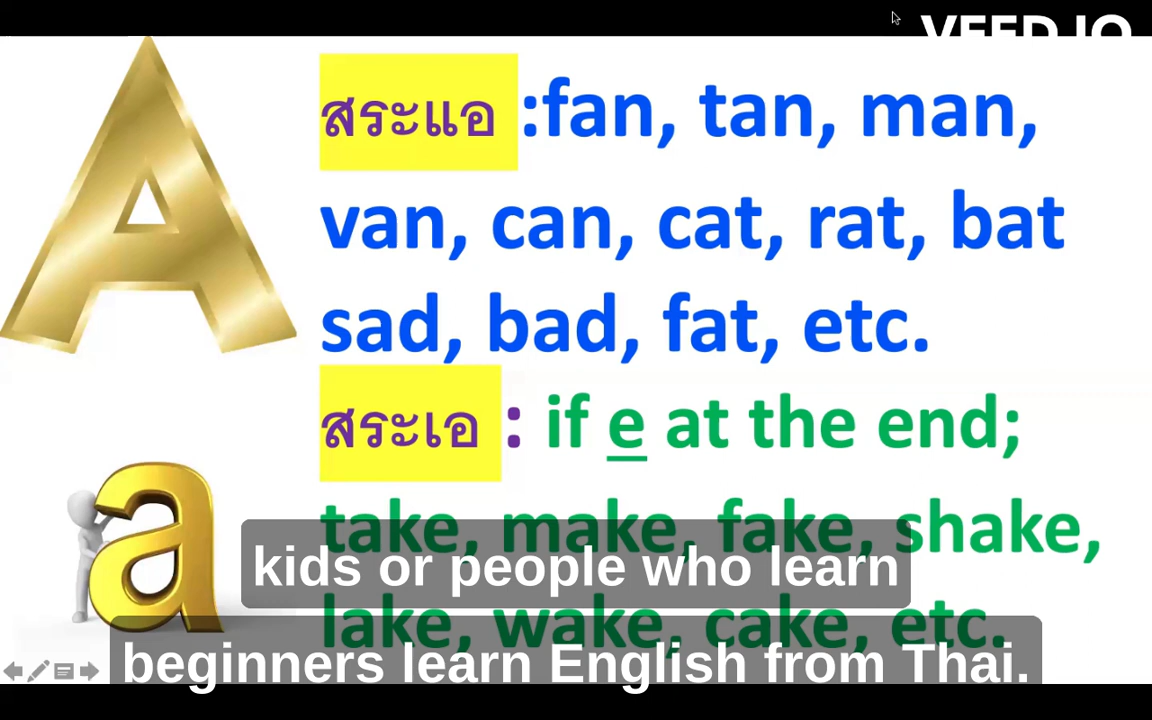 VEED.IO
A
สระแอ :fan, tan, man,
van, can, cat, rat, bat
sad, bad, fat, etc.
สระเอ : if e at the end;
a
take, make, fake, shake,
lake, wake, cake, etc.
kids or people who learn
beginners learn English from Thai.